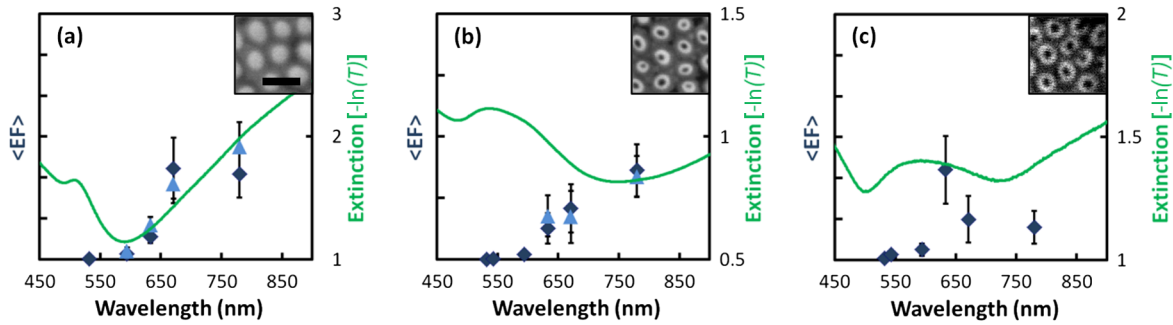 (a)
<EF>
3
2
1
Extinction [-ln(T)]
450 550 650 750 850
Wavelength (nm)
(b)
<EF>
1.5
1
0.5
Extinction [-ln(T)]
450 550 650 750 850
Wavelength (nm)
(c)
<EF>
2
1.5
1
Extinction [-ln(T)]
450 550 650 750 850
Wavelength (nm)